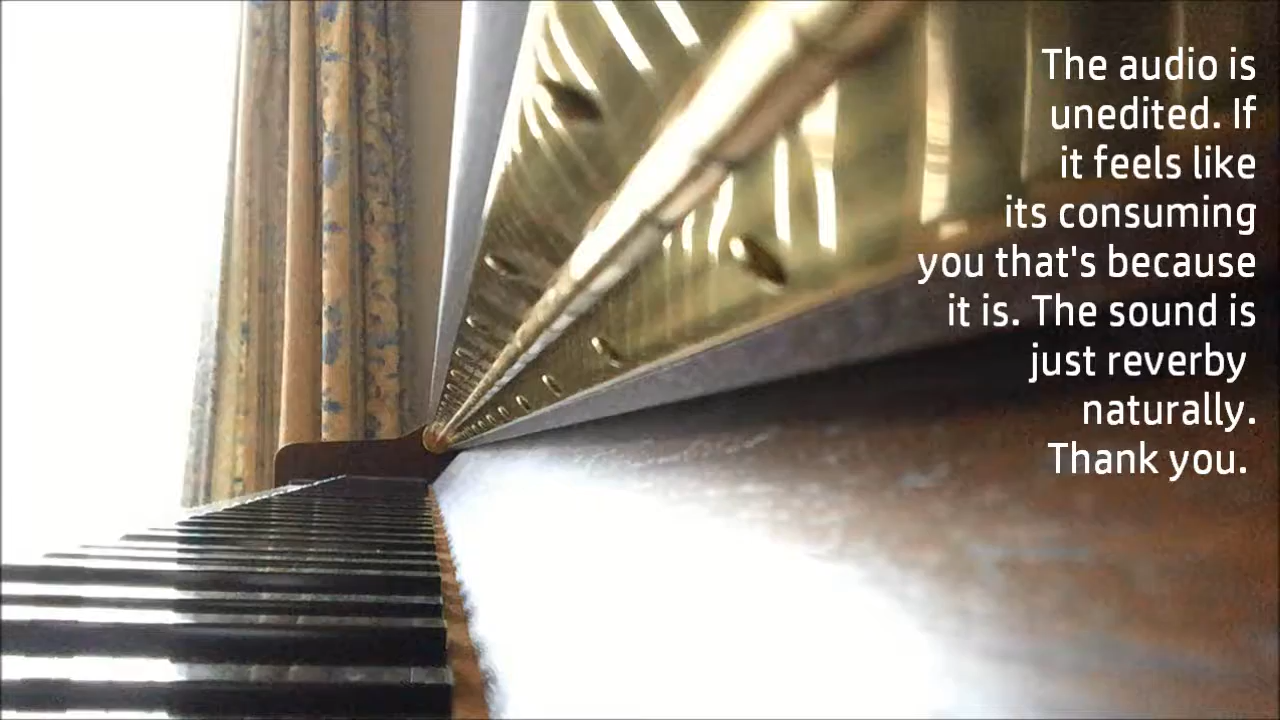 The audio is
unedited. If
it feels like
its consuming
you that's because
it is. The sound is
just reverby
naturally.
Thank you.